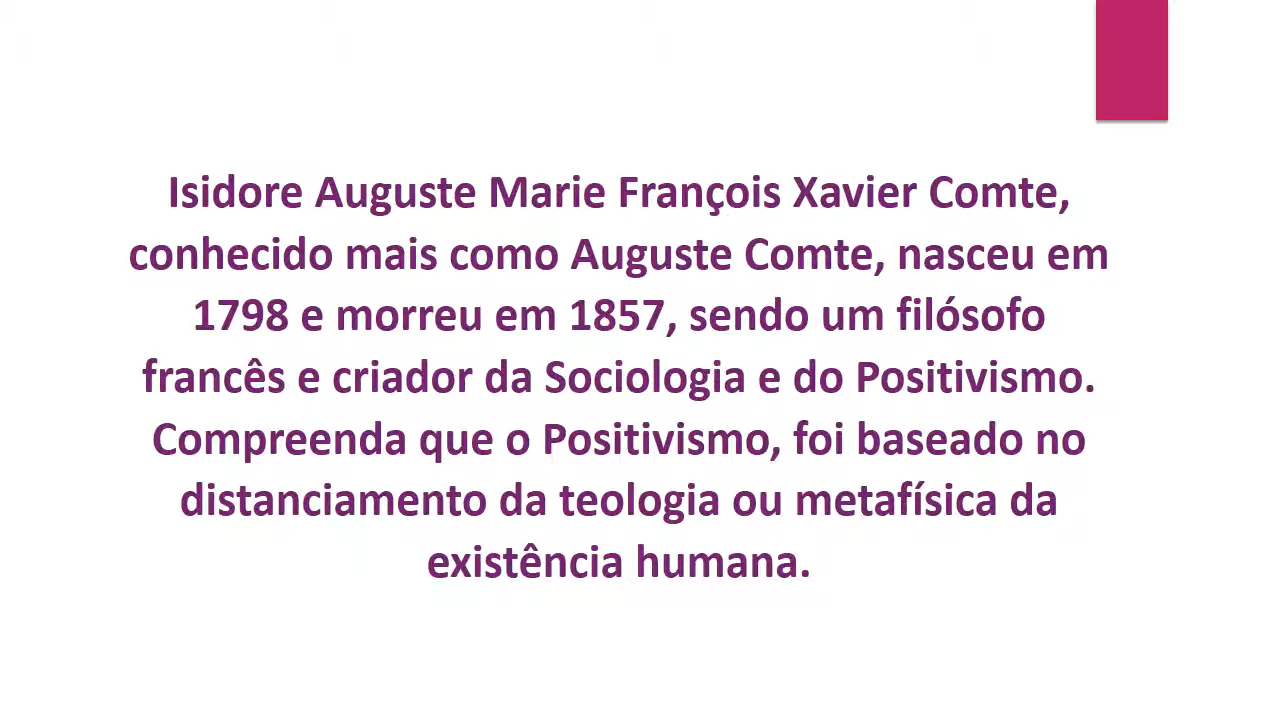 Isidore Auguste Marie François Xavier Comte,
conhecido mais como Auguste Comte, nasceu em
1798 e morreu em 1857, sendo um filósofo
francês e criador da Sociologia e do Positivismo.
Compreenda que o Positivismo, foi baseado no
distanciamento da teologia ou metafísica da
existência humana.